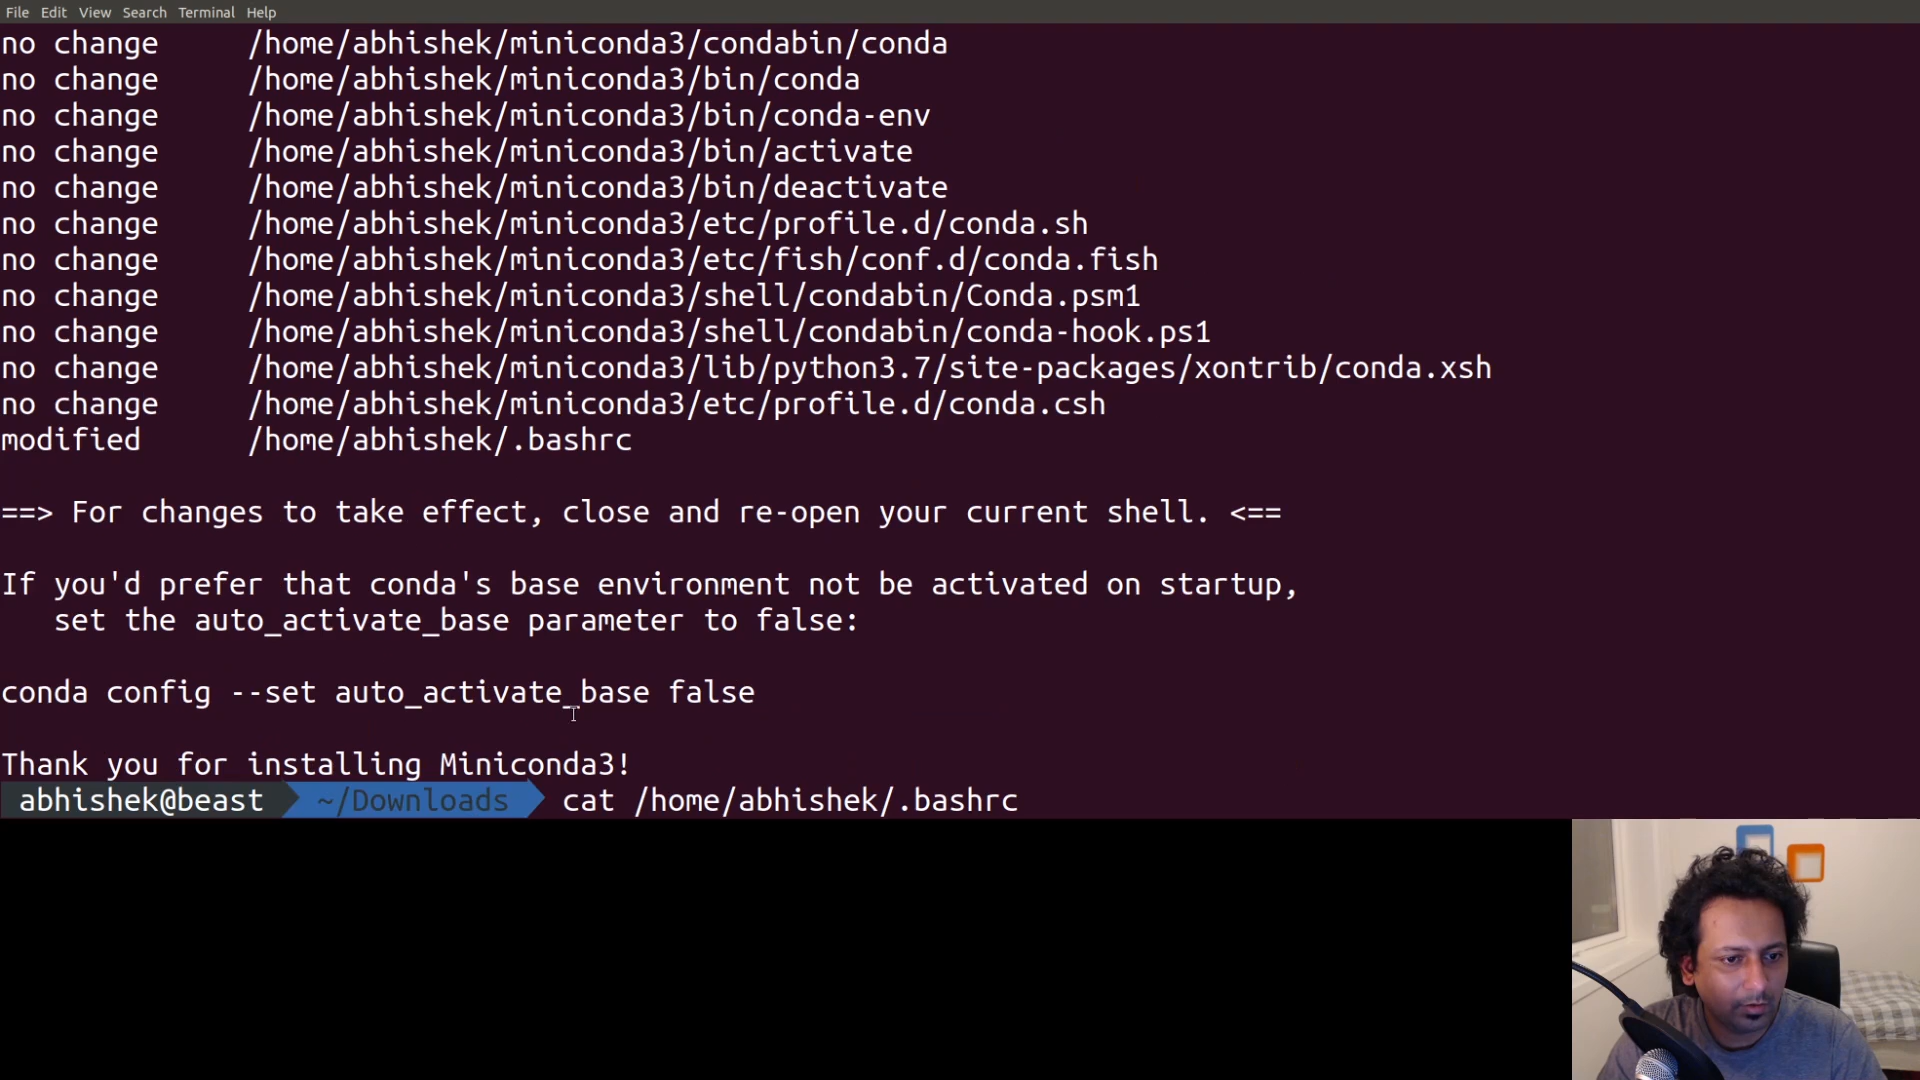 File Edit View Search Terminal Help
no change /home/abhishek/miniconda3/condabin/conda
no change /home/abhishek/miniconda3/bin/conda
no change /home/abhishek/miniconda3/bin/conda-env
no change /home/abhishek/miniconda3/bin/activate
no change /home/abhishek/miniconda3/bin/deactivate
no change /home/abhishek/miniconda3/etc/profile.d/conda.sh
no change /home/abhishek/miniconda3/etc/fish/conf.d/conda.fish
no change /home/abhishek/miniconda3/shell/condabin/Conda.psm1
no change /home/abhishek/miniconda3/shell/condabin/conda-hook.ps1
no change /home/abhishek/miniconda3/lib/python3.7/site-packages/xontrib/conda.xsh
no change /home/abhishek/miniconda3/etc/profile.d/conda.csh
modified /home/abhishek/.bashrc
==> For changes to take effect, close and re-open your current shell. <==
If you'd prefer that conda's base environment not be activated on startup,
set the auto_activate_base parameter to false:
conda config --set auto_activate_base false
Thank you for installing Miniconda3!
abhishek@beast ~/Downloads cat /home/abhishek/.bashrc